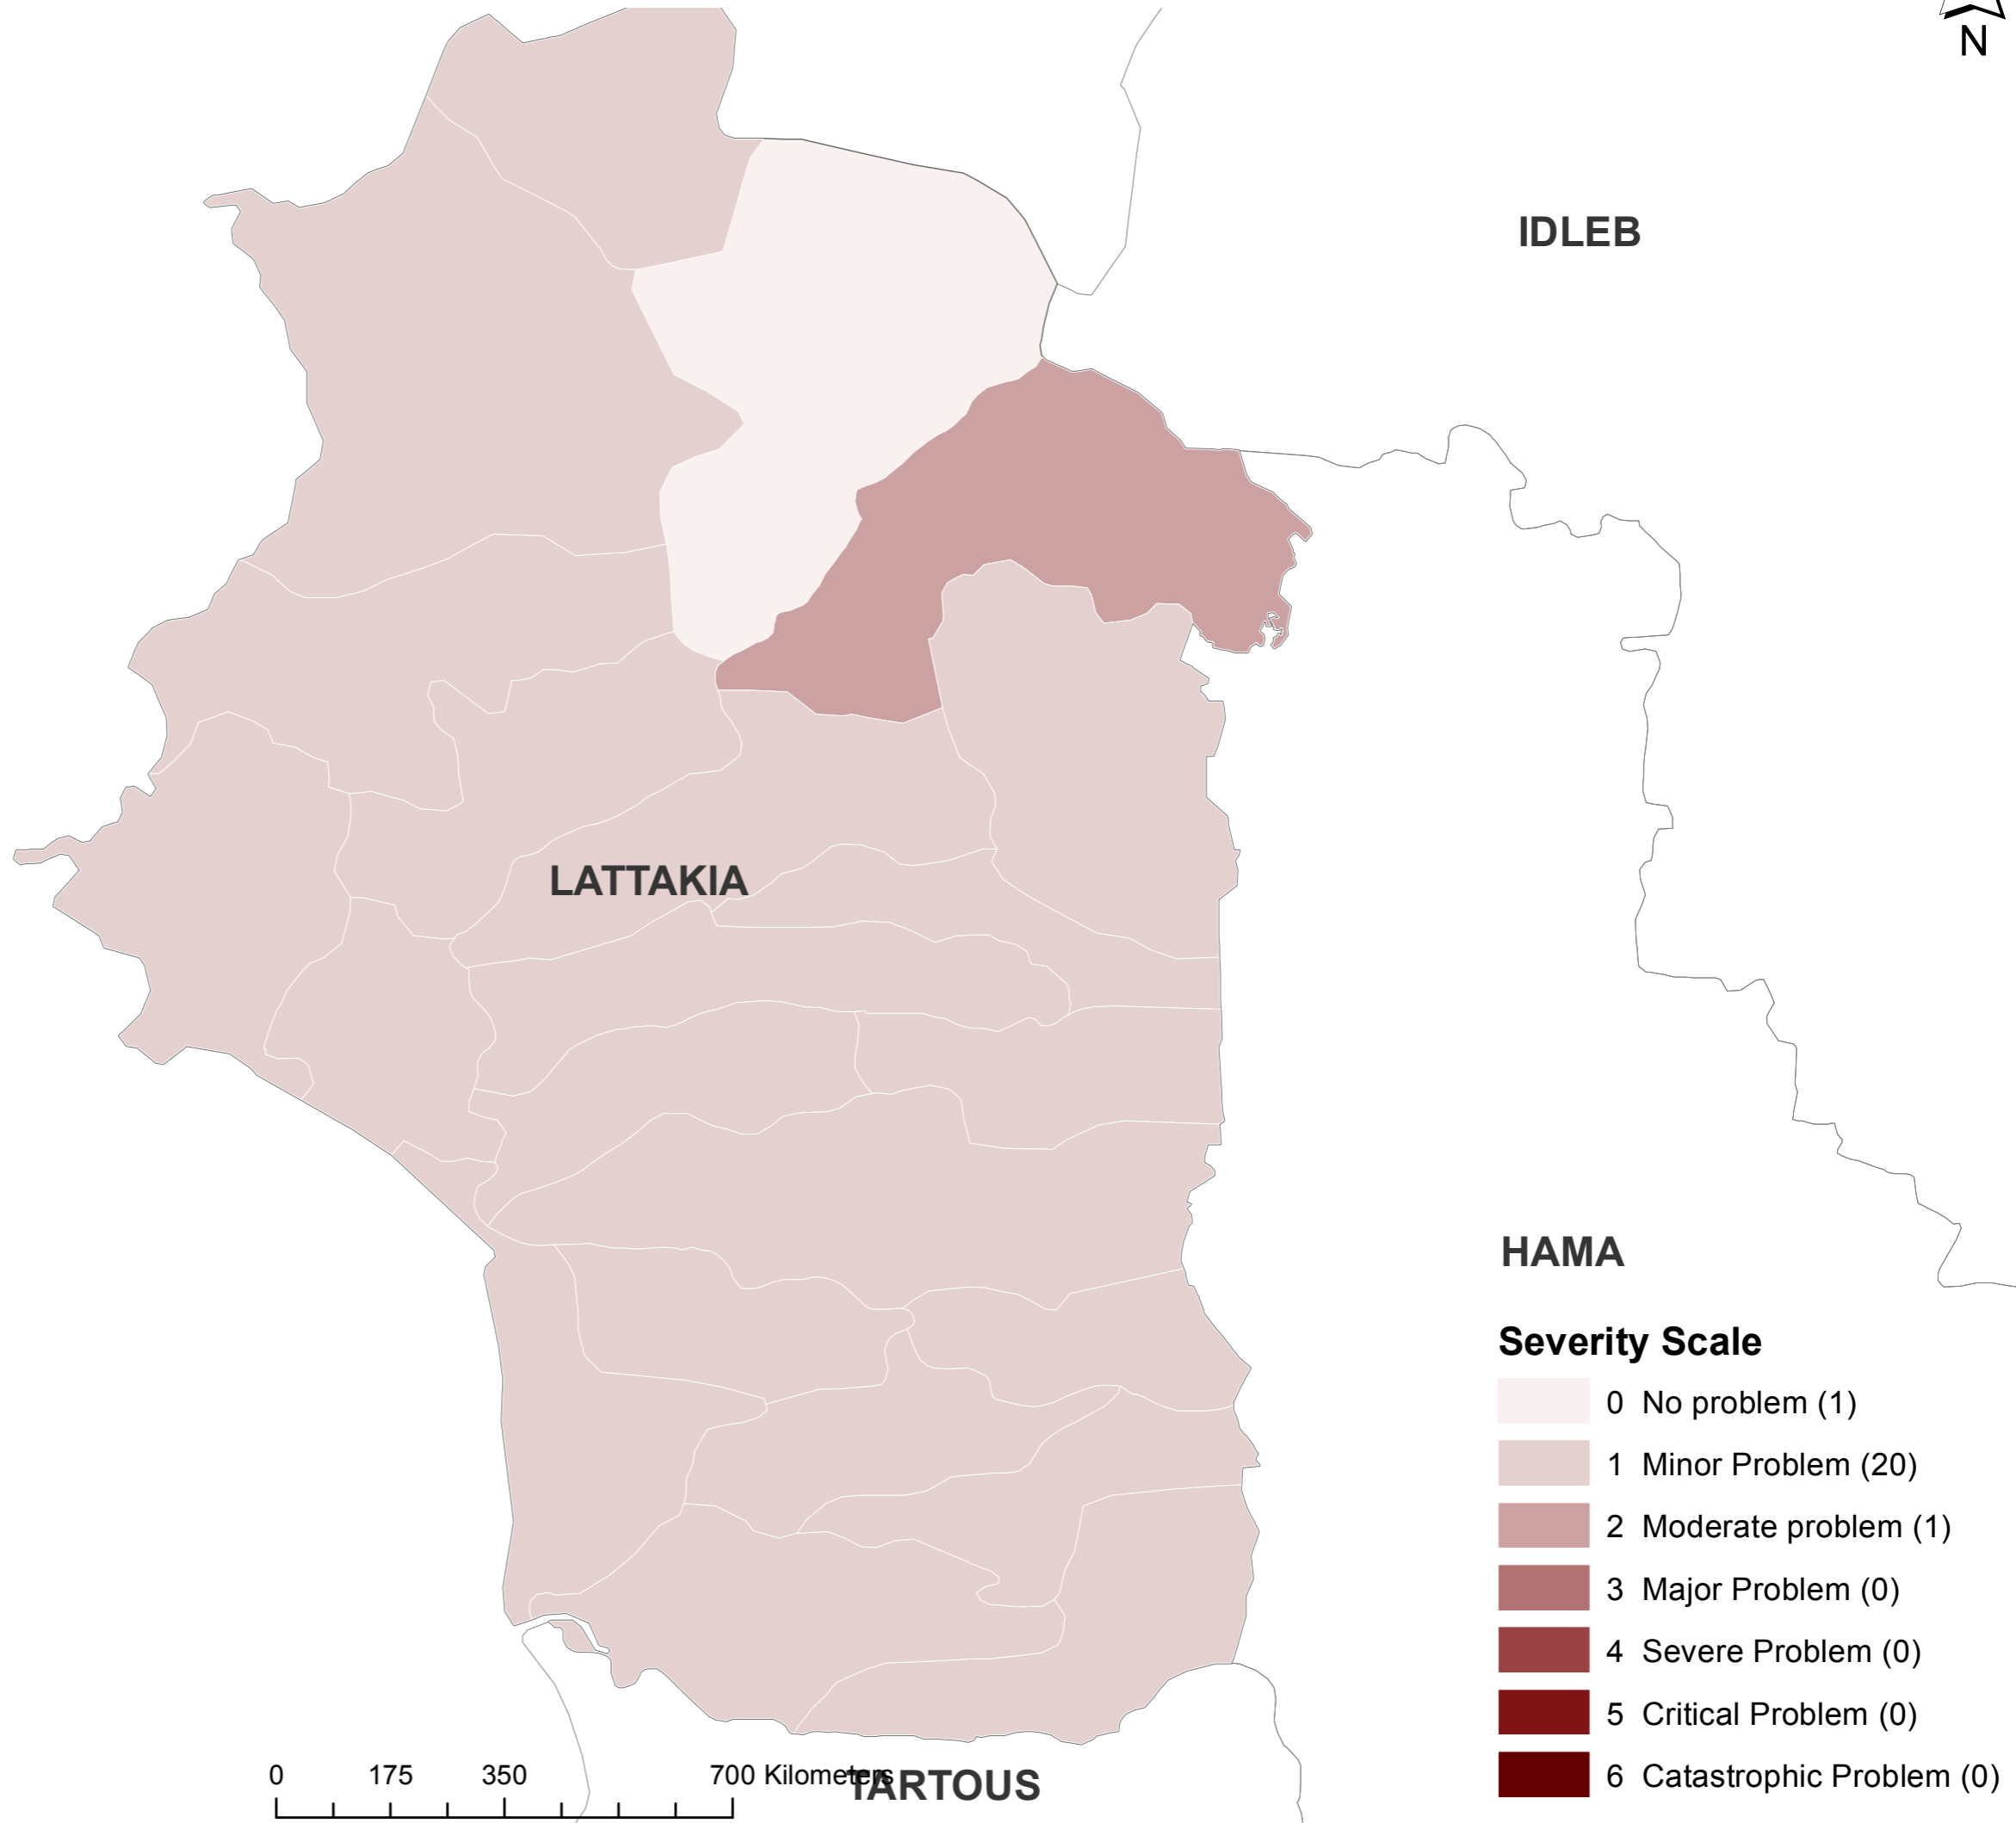 N
IDLEB
LATTAKIA
HAMA
Severity Scale
0 No problem (1)
1 Minor Problem (20)
2 Moderate problem (1)
3 Major Problem (0)
4 Severe Problem (0)
5 Critical Problem (0)
6 Catastrophic Problem (0)
0 175 350 700 Kilometers
TARTOUS